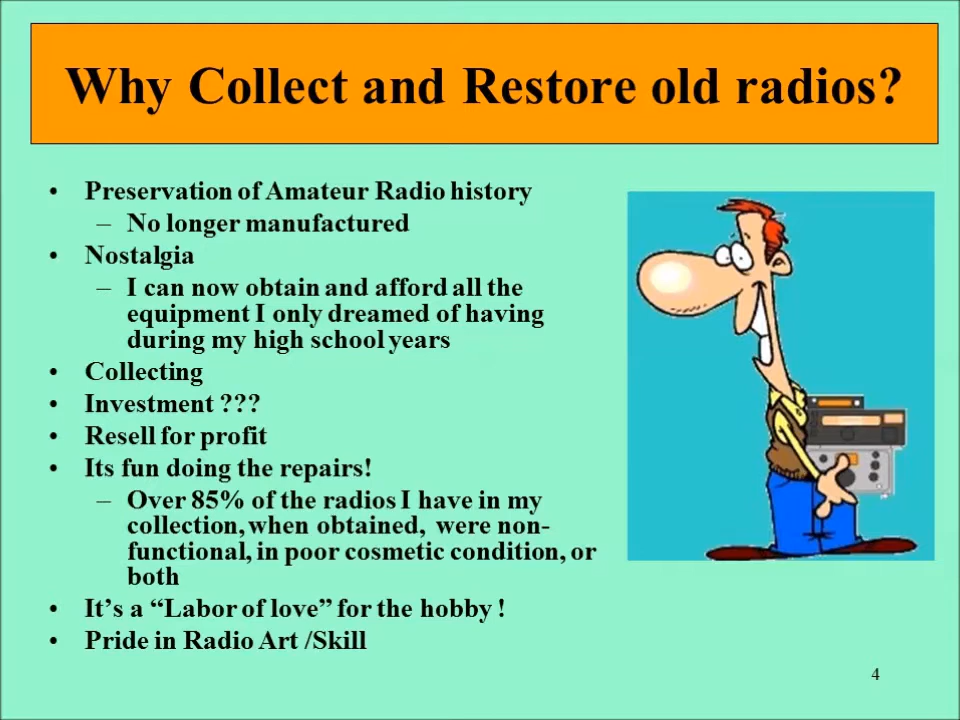 Why Collect and Restore old radios?
• Preservation of Amateur Radio history
– No longer manufactured
• Nostalgia
– I can now obtain and afford all the
equipment I only dreamed of having
during my high school years
• Collecting
• Investment ???
• Resell for profit
• Its fun doing the repairs!
– Over 85% of the radios I have in my
collection, when obtained, were non-
functional, in poor cosmetic condition, or
both
• It’s a “Labor of love” for the hobby !
• Pride in Radio Art /Skill
4